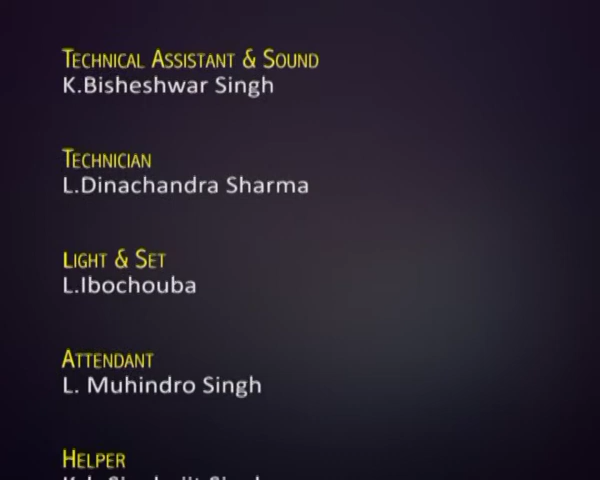 TECHNICAL ASSISTANT & SOUND
K.Bisheshwar Singh
TECHNICIAN
L.Dinachandra Sharma
LIGHT & SET
L.Ibochouba
ATTENDANT
L. Muhindro Singh
HELPER